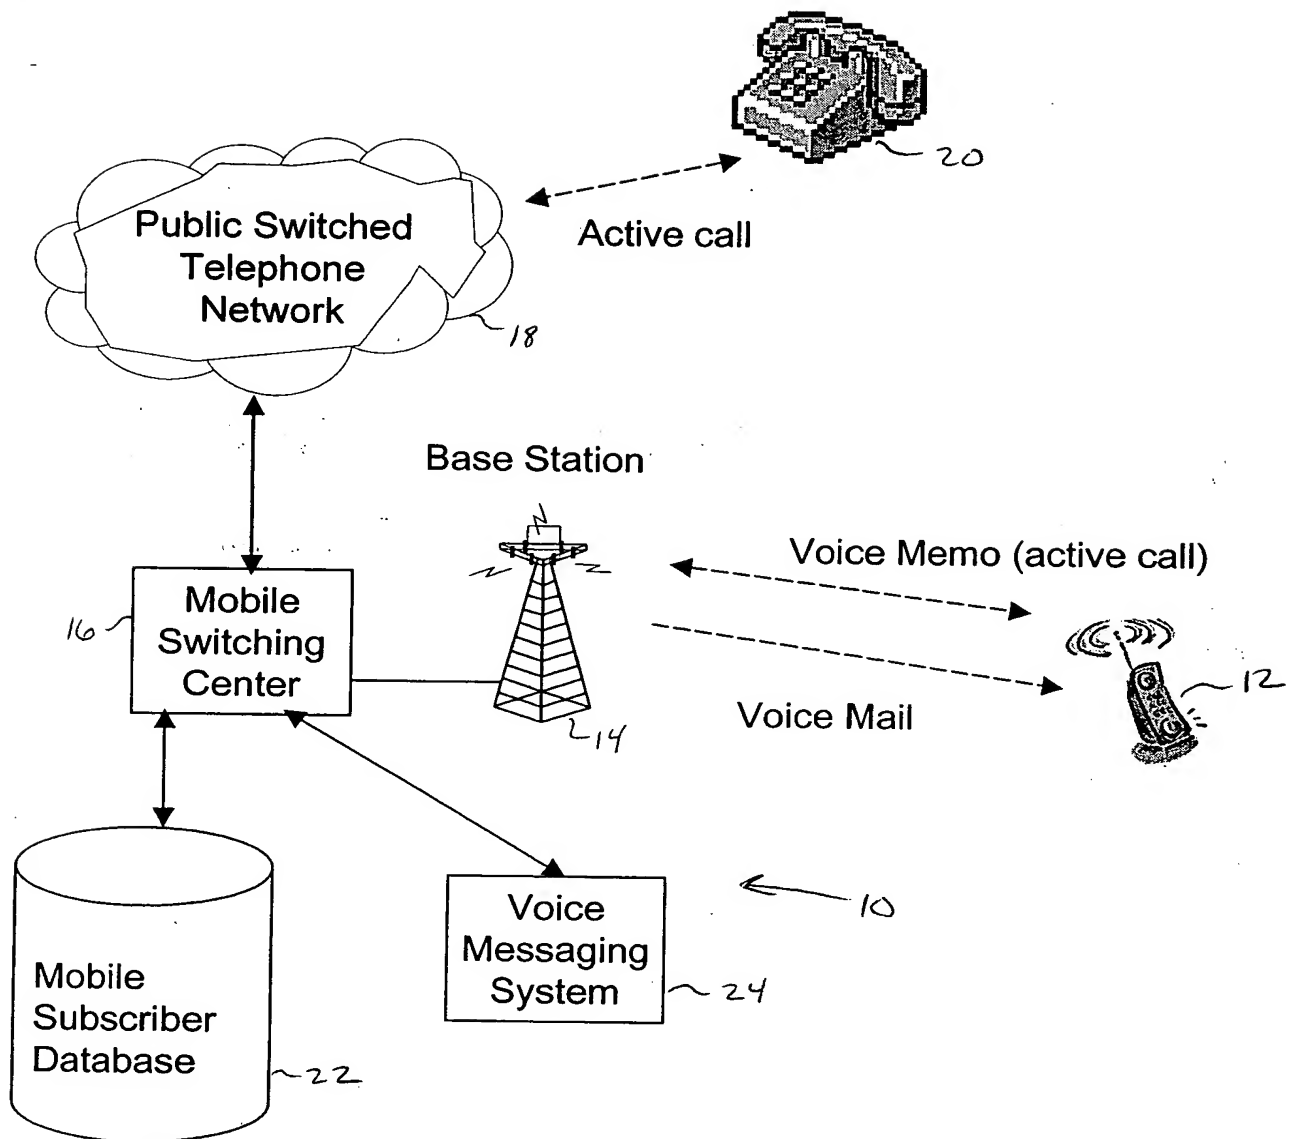 20
Active call
Public Switched
Telephone
Network
18
Base Station
Voice Memo (active call)
16
Mobile
Switching
Center
12
14
Voice Mail
10
Voice
Messaging
System
24
Mobile
Subscriber
Database
22